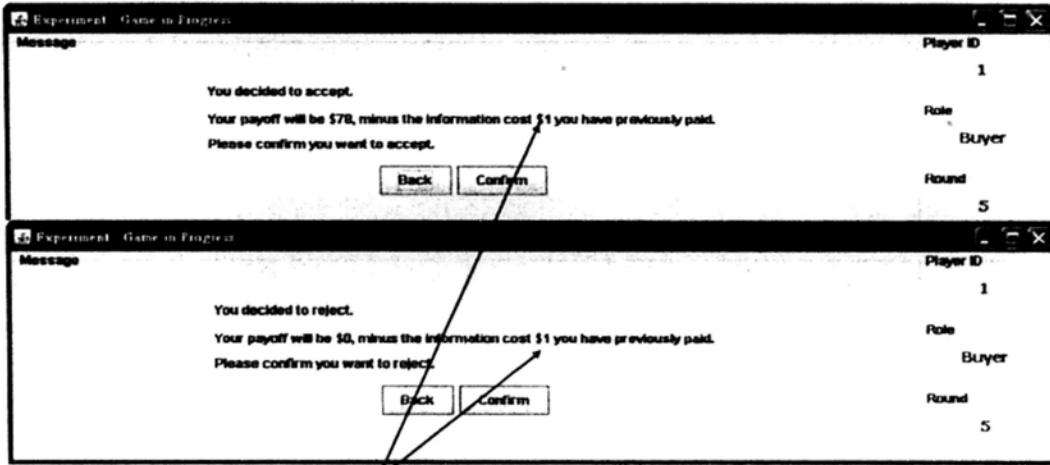 Experiment Game in Progress
Message
Player ID
1
You decided to accept.
Your payoff will be $78, minus the information cost $1 you have previously paid.
Role
Please confirm you want to accept.
Buyer
Back Confirm
Round
5
Experiment Game in Progress
Message
Player ID
1
You decided to reject.
Your payoff will be $0, minus the information cost $1 you have previously paid.
Role
Please confirm you want to reject.
Buyer
Back Confirm
Round
5